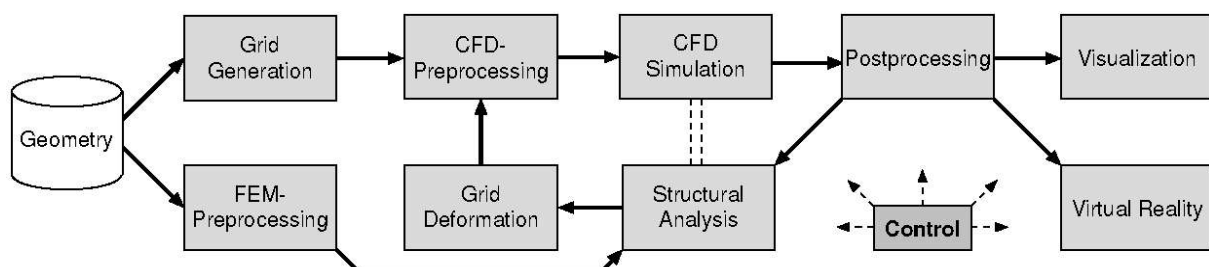 Grid
Generation
CFD-
Preprocessing
CFD
Simulation
Postprocessing
Visualization
Geometry
FEM-
Preprocessing
Grid
Deformation
Structural
Analysis
Control
Virtual Reality